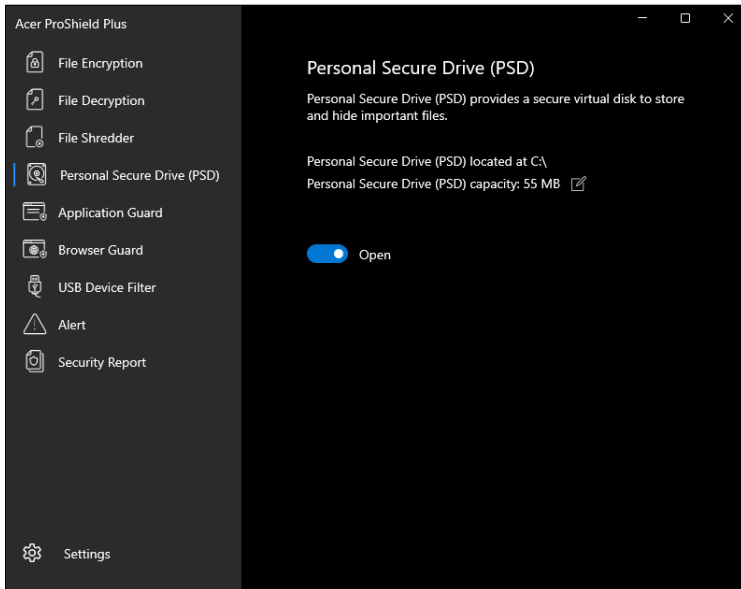 Acer ProShield Plus
File Encryption
File Decryption
File Shredder
Personal Secure Drive (PSD)
Application Guard
Browser Guard
USB Device Filter
Alert
Security Report
Settings
Personal Secure Drive (PSD)
Personal Secure Drive (PSD) provides a secure virtual disk to store
and hide important files.
Personal Secure Drive (PSD) located at C:\
Personal Secure Drive (PSD) capacity: 55 MB
Open